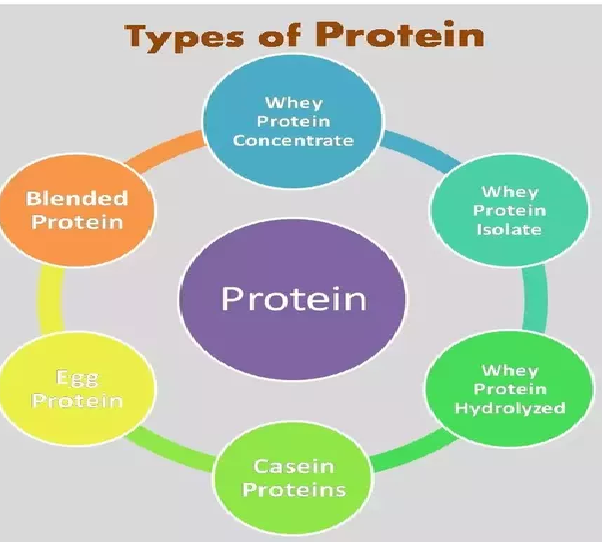 Types of Protein
Whey
Protein
Concentrate
Whey
Protein
Isolate
Whey
Protein
Hydrolyzed
Casein
Proteins
Egg
Protein
Blended
Protein
Protein